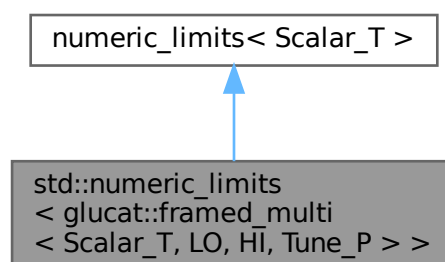 numeric_limits< Scalar_T >
std::numeric_limits
< glucat::framed_multi
< Scalar_T, LO, HI, Tune_P > >